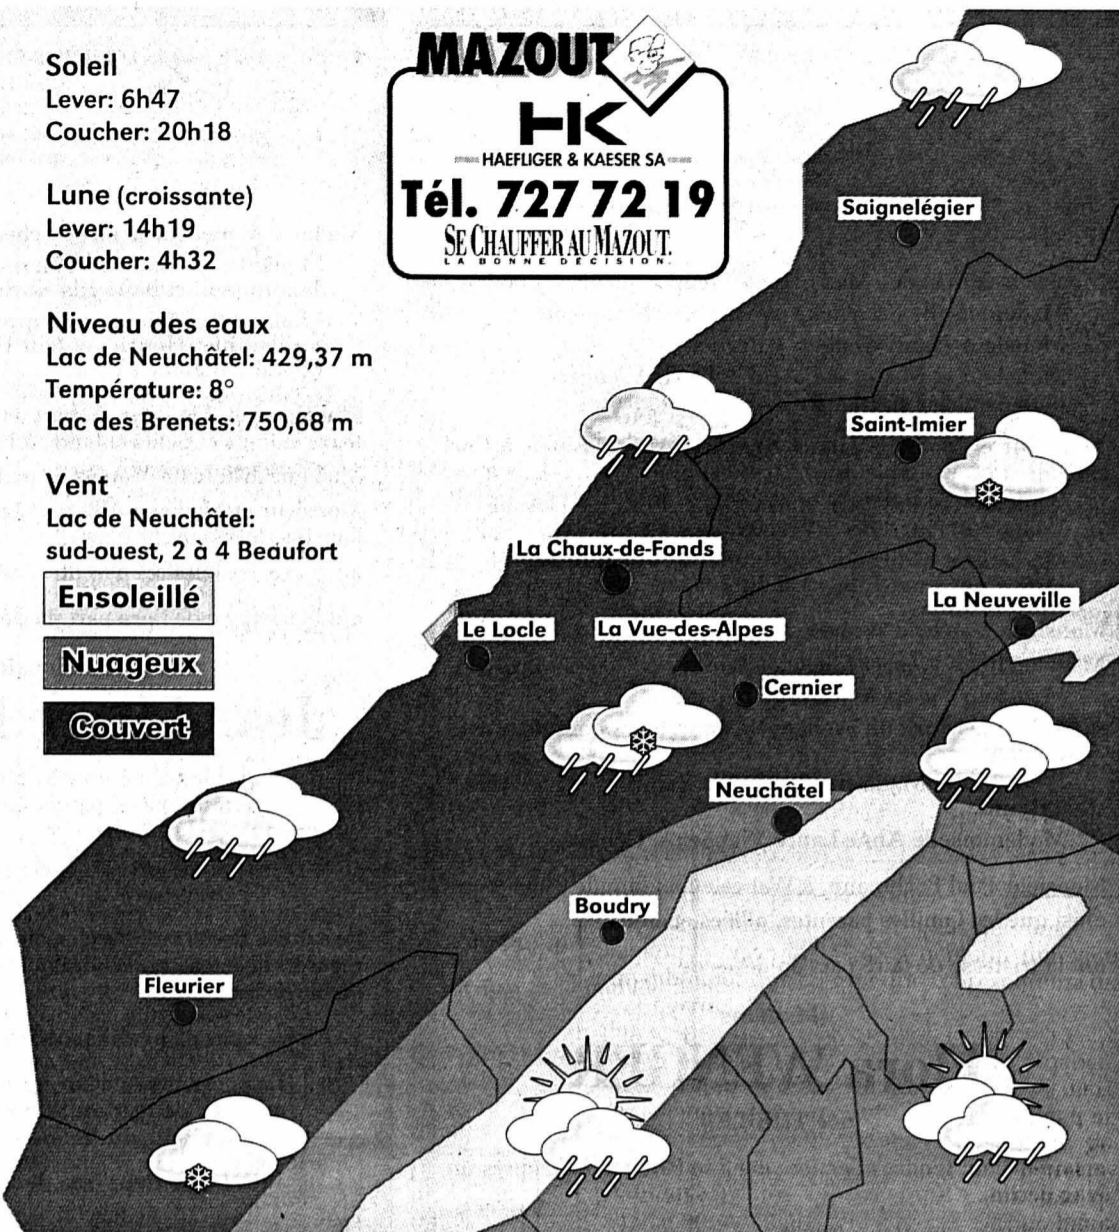 Soleil
Lever: 6h47
Coucher: 20h18
Lune (croissante)
Lever: 14h19
Coucher: 4h32
Niveau des eaux
Lac de Neuchâtel: 429,37 m
Température: 8°
Lac des Brenets: 750,68 m
Vent
Lac de Neuchâtel:
sud-ouest, 2 à 4 Beaufort
Ensoleillé
Nuageux
Couvert
MAZOUT
HK
HAEFLIGER & KAESER SA
Tél. 727 72 19
SE CHAUFFER AU MAZOUT.
LA BONNE DÉCISION.
Saignelégier
Saint-Imier
La Chaux-de-Fonds
La Neuveville
Le Locle
La Vue-des-Alpes
Cernier
Neuchâtel
Boudry
Fleurier